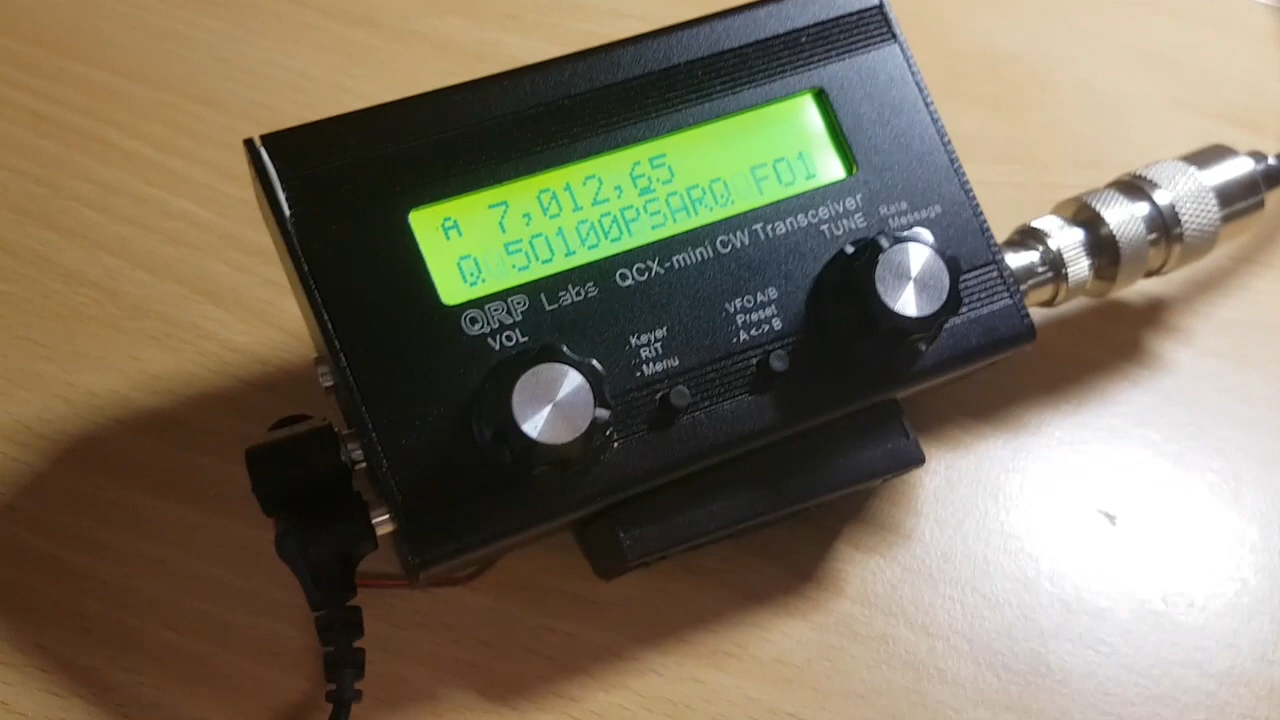 A 7,012,65
Q 50100PSARQ F01
QRP Labs QCX-mini CW Transceiver
VOL
Keyer
RIT
Menu
VFO A/B
Preset
A<->B
TUNE
Rate
Message